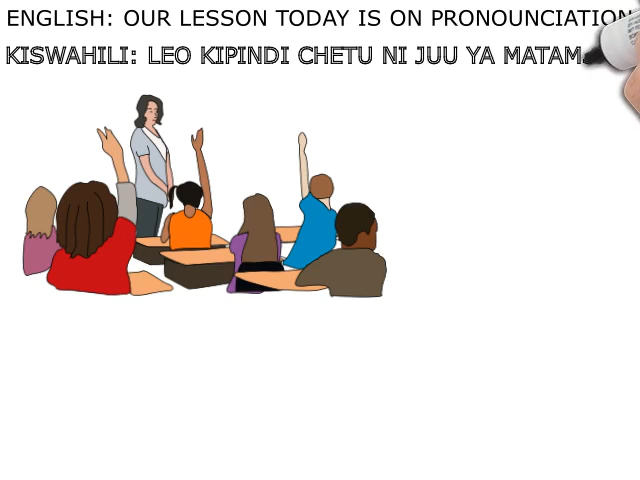 ENGLISH: OUR LESSON TODAY IS ON PRONOUNCIATION
KISWAHILI: LEO KIPINDI CHETU NI JUU YA